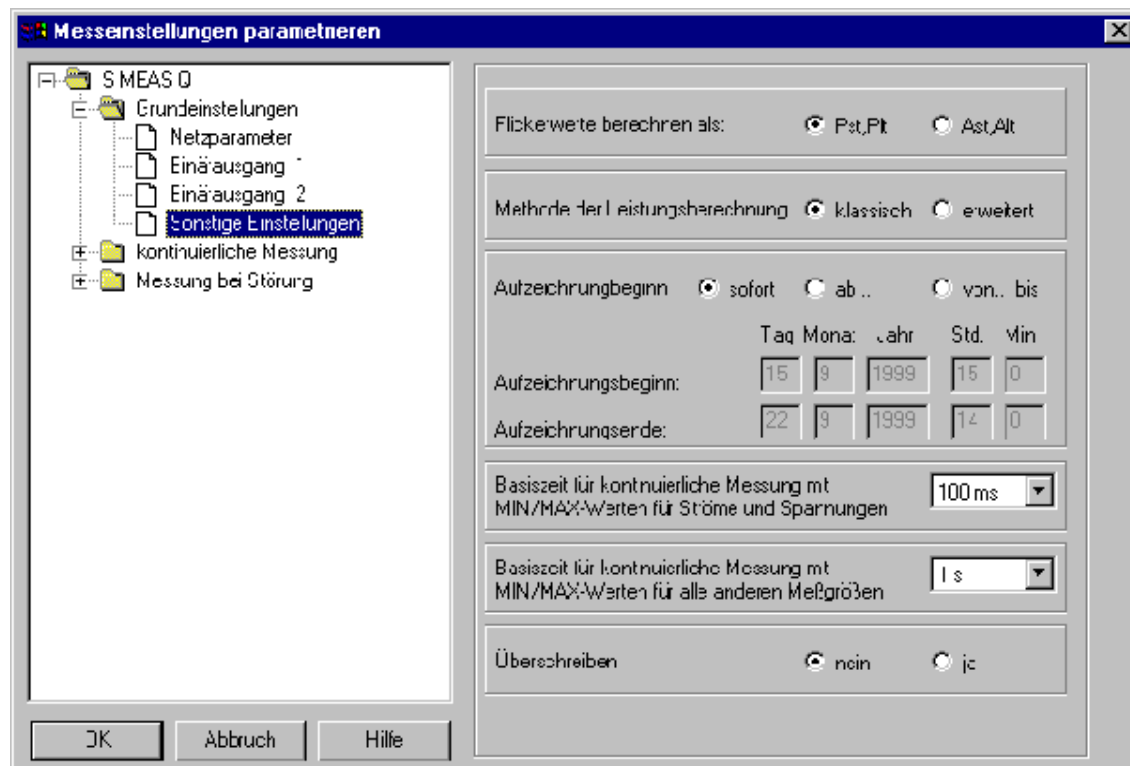 Messeinstellungen parametrieren
SIMEAS Q
Grundeinstellungen
Netzparameter
Binärausgang 1
Binärausgang 2
Sonstige Einstellungen
kontinuierliche Messung
Messung bei Störung
OK
Abbruch
Hilfe
Flickerwerte berechnen als: Pst,Plt Ast,Alt
Methode der Leistungsberechnung klassisch erweitert
Aufzeichnungbeginn sofort ab .. von.. bis
Tag Monat Jahr Std. Min
Aufzeichnungsbeginn: 15 9 1999 15 0
Aufzeichnungsende: 22 9 1999 14 0
Basiszeit für kontinuierliche Messung mit
MIN/MAX-Werten für Ströme und Spannungen 100 ms
Basiszeit für kontinuierliche Messung mit
MIN/MAX-Werten für alle anderen Meßgrößen 1 s
Überschreiben nein ja